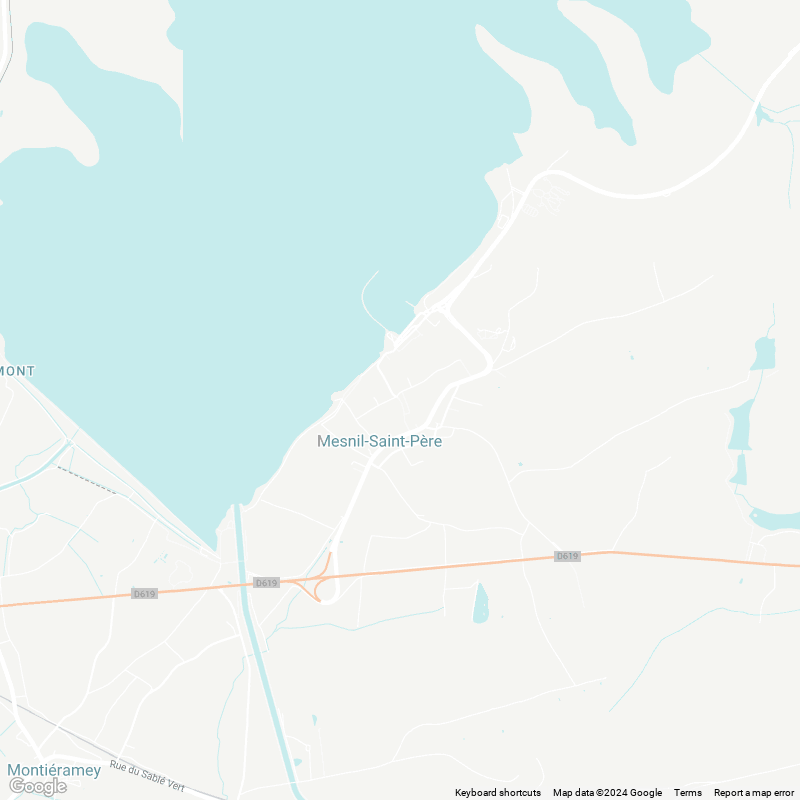 MONT
Mesnil-Saint-Père
D619
D619
D619
Montiéramey
Rue du Sablé Vert
Google
Keyboard shortcuts
Map data ©2024 Google
Terms
Report a map error